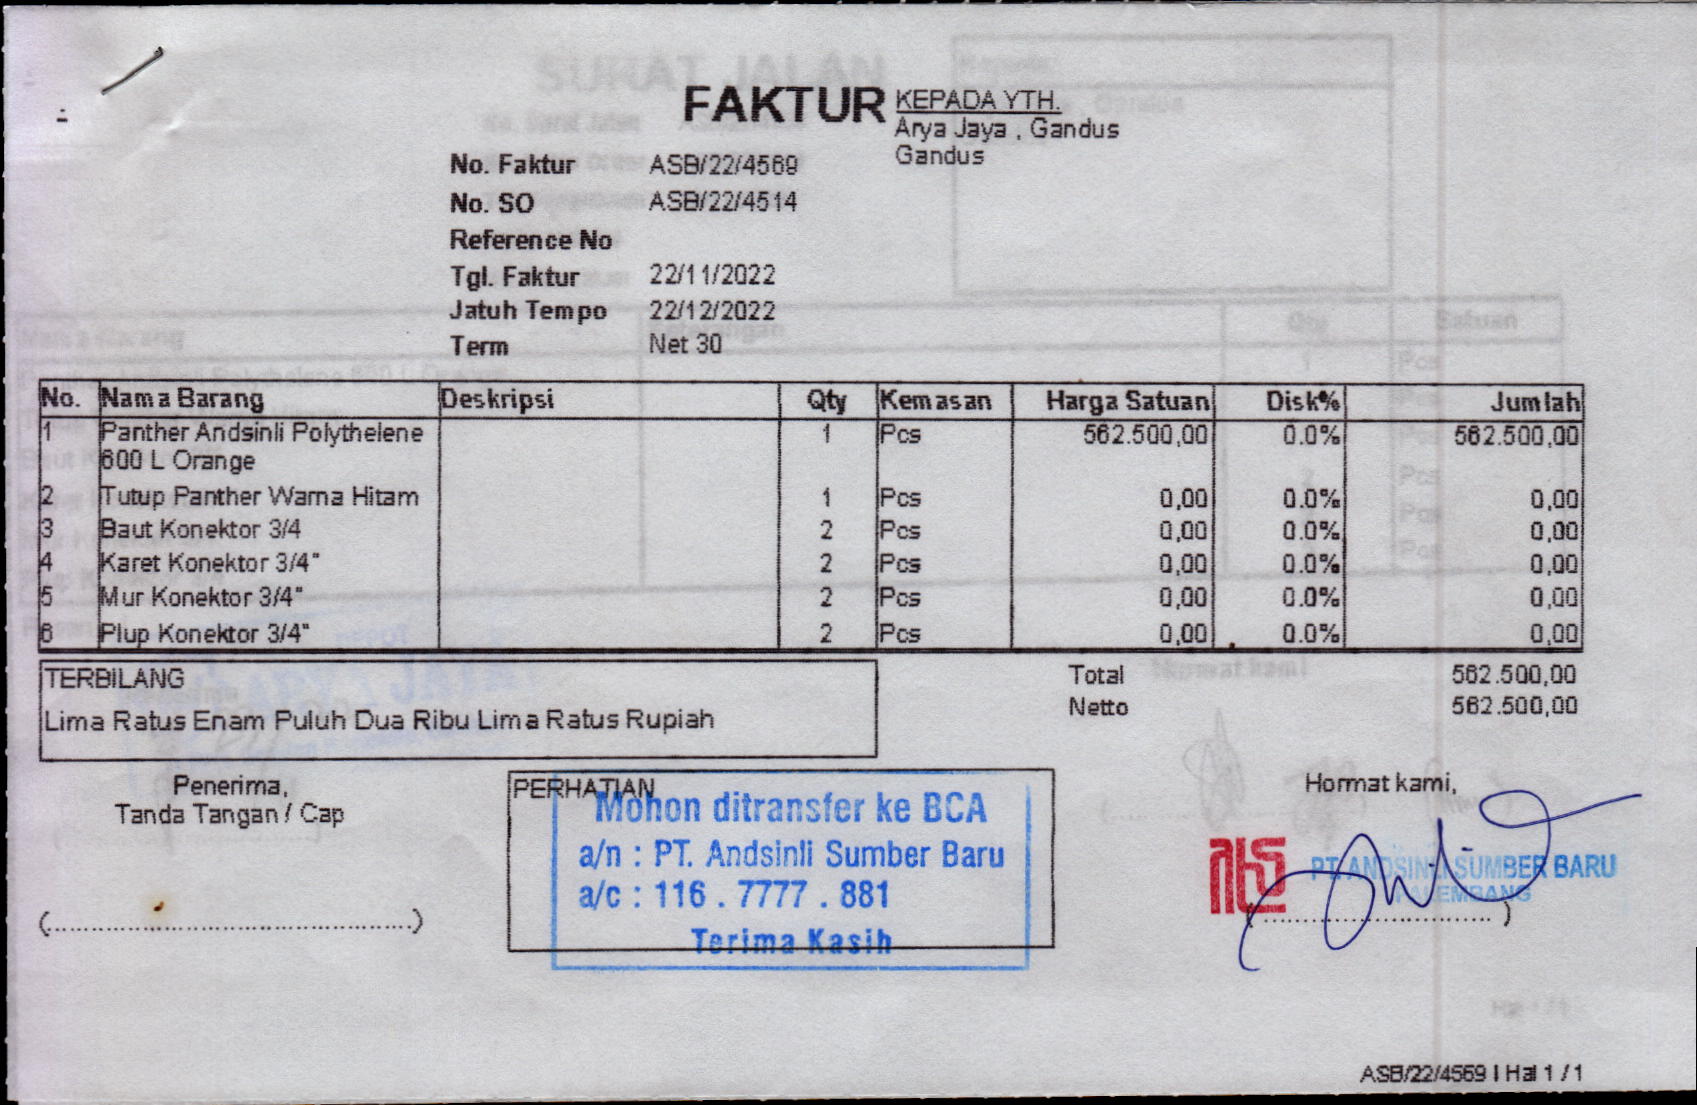 FAKTUR
KEPADA YTH.
Arya Jaya , Gandus
Gandus
No. Faktur ASB/22/4569
No. SO ASB/22/4514
Reference No
Tgl. Faktur 22/11/2022
Jatuh Tempo 22/12/2022
Term Net 30
No. Nama Barang Deskripsi Qty Kemasan Harga Satuan Disk% Jumlah
1 Panther Andsinli Polythelene 1 Pcs 562.500,00 0.0% 562.500,00
600 L Orange
2 Tutup Panther Warna Hitam 1 Pcs 0,00 0.0% 0,00
3 Baut Konektor 3/4 2 Pcs 0,00 0.0% 0,00
4 Karet Konektor 3/4" 2 Pcs 0,00 0.0% 0,00
5 Mur Konektor 3/4" 2 Pcs 0,00 0.0% 0,00
6 Plup Konektor 3/4" 2 Pcs 0,00 0.0% 0,00
TERBILANG
Lima Ratus Enam Puluh Dua Ribu Lima Ratus Rupiah
Total 562.500,00
Netto 562.500,00
Penerima,
Tanda Tangan / Cap
(..............................................)
PERHATIAN
Mohon ditransfer ke BCA
a/n : PT. Andsinli Sumber Baru
a/c : 116 . 7777 . 881
Terima Kasih
Hormat kami,
PT. ANDSINLI SUMBER BARU
PALEMBANG
(..............................)
ASB/22/4569 | Hal 1 / 1